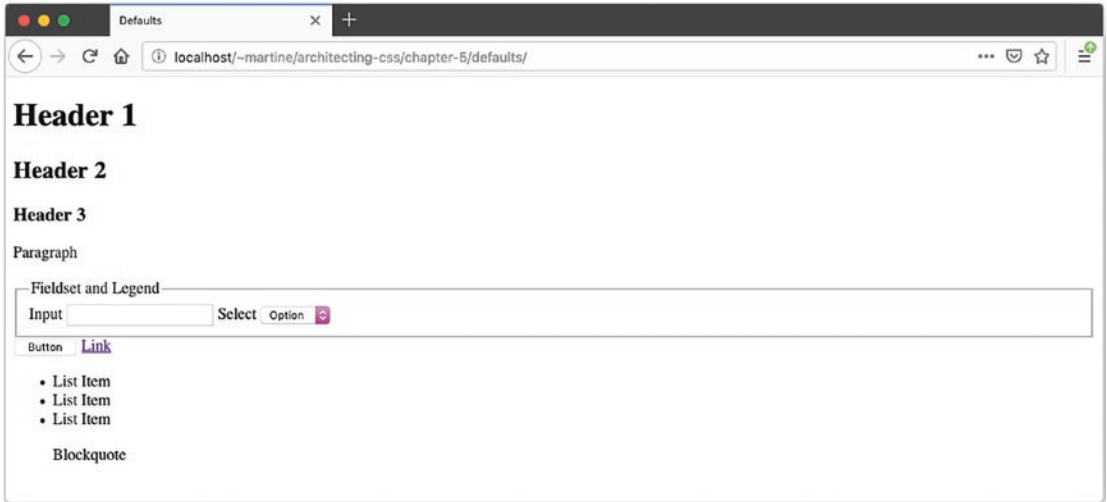 Defaults
localhost/~martine/architecting-css/chapter-5/defaults/
Header 1
Header 2
Header 3
Paragraph
Fieldset and Legend
Input Select Option
Button Link
• List Item
• List Item
• List Item
Blockquote